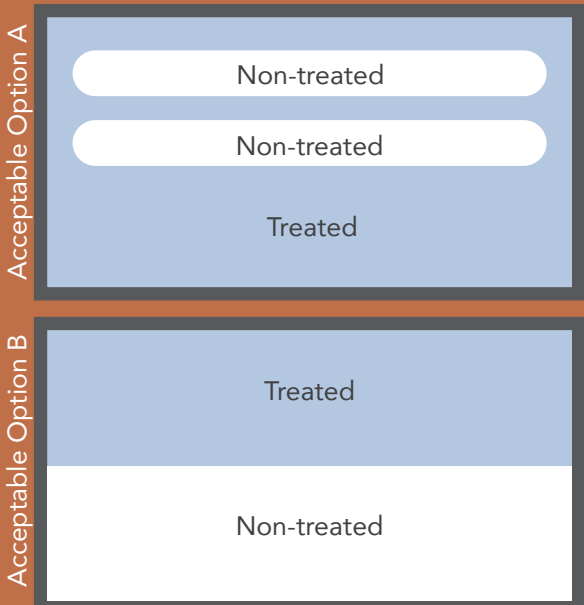 Acceptable Option A
Non-treated
Non-treated
Treated
Acceptable Option B
Treated
Non-treated